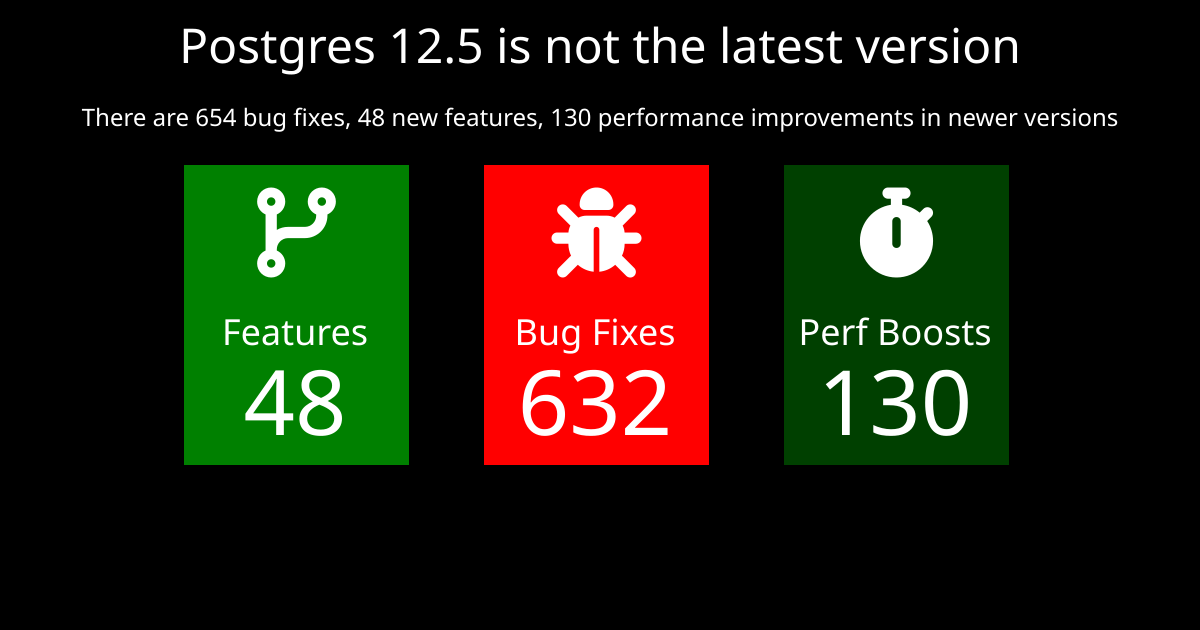 Postgres 12.5 is not the latest version
There are 654 bug fixes, 48 new features, 130 performance improvements in newer versions
Features
48
Bug Fixes
632
Perf Boosts
130